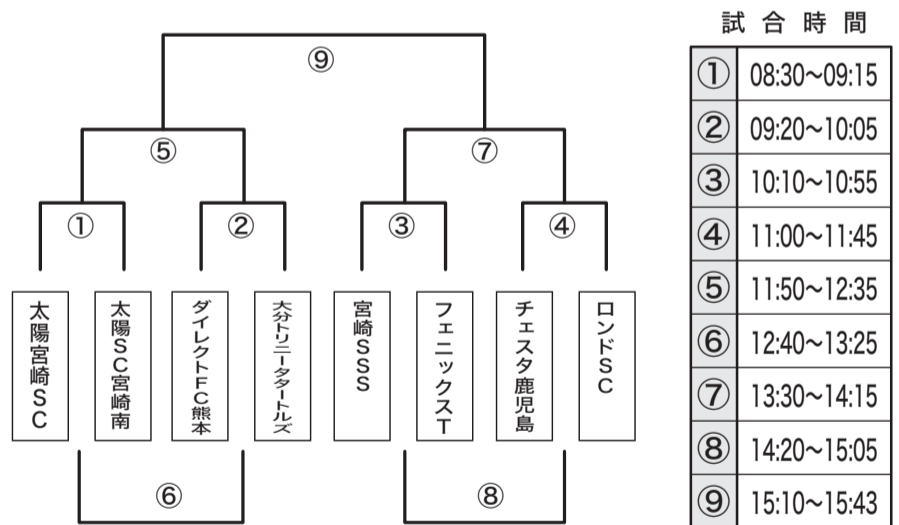 ⑨
⑤
⑦
①
②
③
④
太陽宮崎SC
太陽SC宮崎南
ダイレクトFC熊本
大分トリニータタートルズ
宮崎SSS
フェニックスT
チェスタ鹿児島
ロンドSC
⑥
⑧
試合時間
① 08:30~09:15
② 09:20~10:05
③ 10:10~10:55
④ 11:00~11:45
⑤ 11:50~12:35
⑥ 12:40~13:25
⑦ 13:30~14:15
⑧ 14:20~15:05
⑨ 15:10~15:43